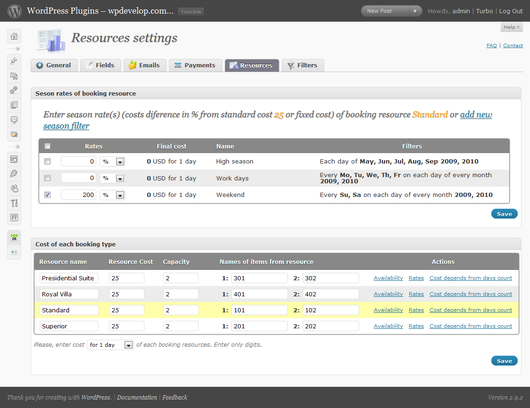 WordPress Plugins – wpdevelop.com...
New Post
Howdy, admin | Turbo | Log Out
Help
Resources settings
FAQ | Contact
General
Fields
Emails
Payments
Resources
Filters
Seson rates of booking resource
Enter season rate(s) (costs diference in % from standard cost 25 or fixed cost) of booking resource Standard or add new
season filter
Rates Final cost Name Filters
0 % 0 USD for 1 day High season Each day of May, Jun, Jul, Aug, Sep 2009, 2010
0 % 0 USD for 1 day Work days Every Mo, Tu, We, Th, Fr on each day of every month
2009, 2010
200 % 0 USD for 1 day Weekend Every Su, Sa on each day of every month 2009, 2010
Save
Cost of each booking type
Resource name Resource Cost Capacity Names of items from resource Actions
Presidential Suite 25 2 1: 301 2: 302 Availability Rates Cost depends from days count
Royal Villa 25 2 1: 401 2: 402 Availability Rates Cost depends from days count
Standard 25 2 1: 101 2: 102 Availability Rates Cost depends from days count
Superior 25 2 1: 201 2: 202 Availability Rates Cost depends from days count
Please, enter cost for 1 day of each booking resources. Enter only digits.
Save
Thank you for creating with WordPress. | Documentation | Feedback
Version 2.9.2